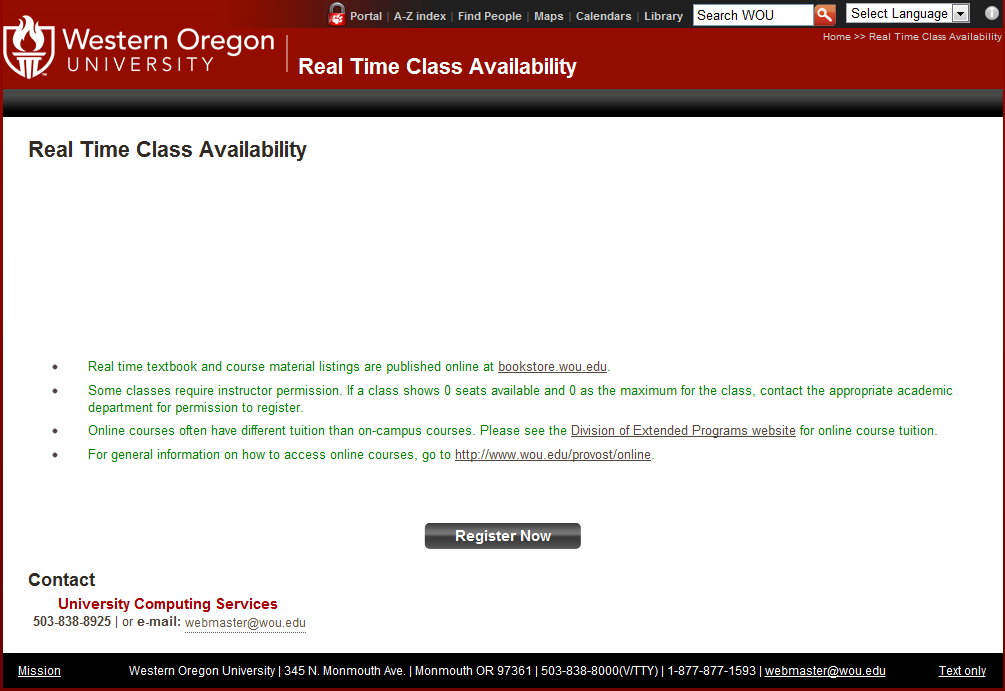 Portal | A-Z index | Find People | Maps | Calendars | Library
Search WOU
Select Language
Home >> Real Time Class Availability
Western Oregon
UNIVERSITY
Real Time Class Availability
Real Time Class Availability
• Real time textbook and course material listings are published online at bookstore.wou.edu.
• Some classes require instructor permission. If a class shows 0 seats available and 0 as the maximum for the class, contact the appropriate academic
department for permission to register.
• Online courses often have different tuition than on-campus courses. Please see the Division of Extended Programs website for online course tuition.
• For general information on how to access online courses, go to http://www.wou.edu/provost/online.
Register Now
Contact
University Computing Services
503-838-8925 | or e-mail: webmaster@wou.edu
Mission
Western Oregon University | 345 N. Monmouth Ave. | Monmouth OR 97361 | 503-838-8000(V/TTY) | 1-877-877-1593 | webmaster@wou.edu
Text only